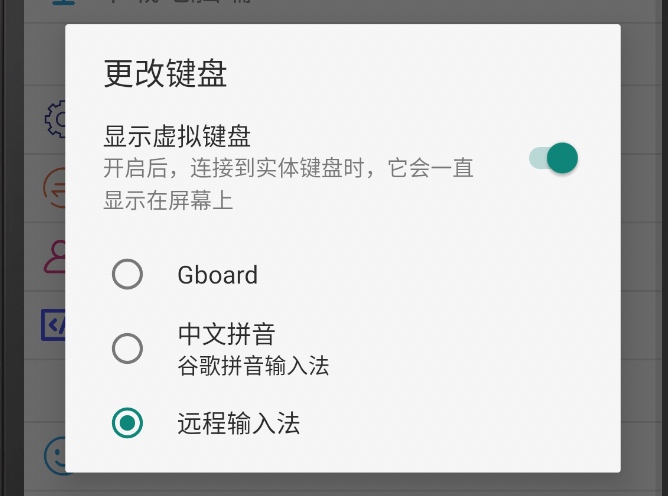 更改键盘
显示虚拟键盘
开启后，连接到实体键盘时，它会一直
显示在屏幕上
Gboard
中文拼音
谷歌拼音输入法
远程输入法